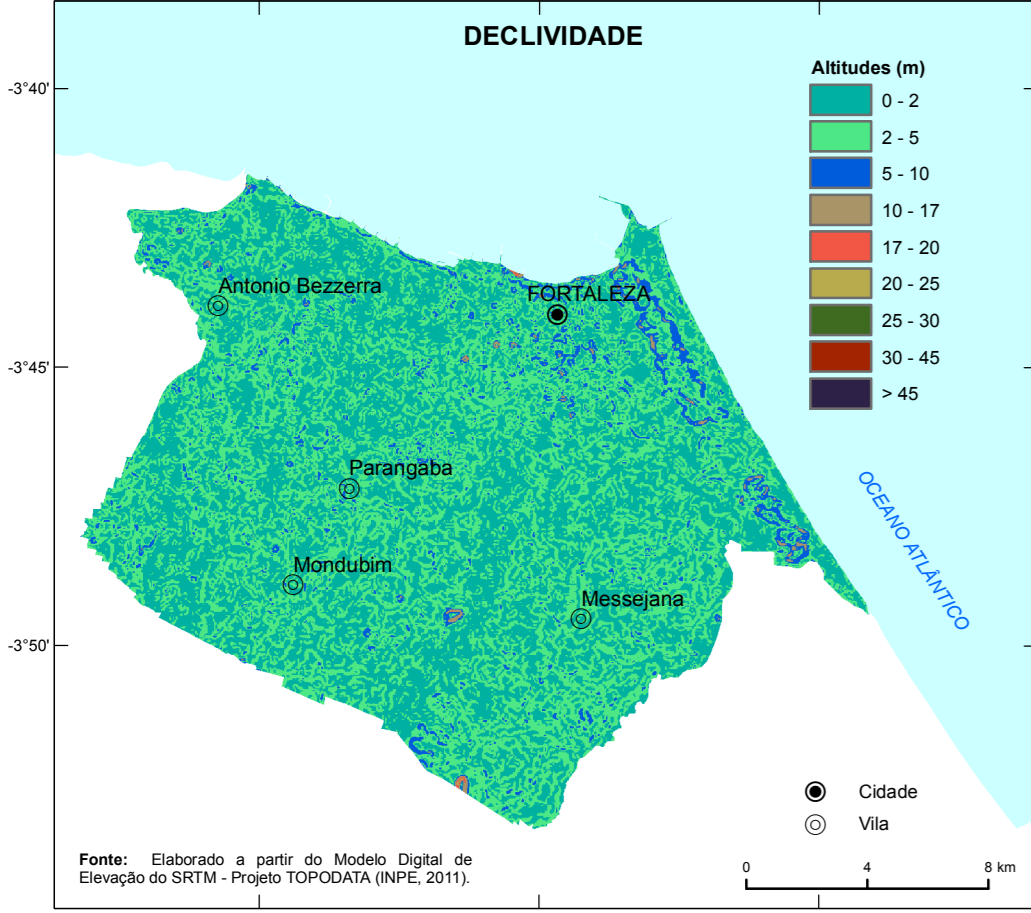 DECLIVIDADE
Altitudes (m)
0 - 2
2 - 5
5 - 10
10 - 17
17 - 20
20 - 25
25 - 30
30 - 45
> 45
-3°40'
-3°45'
-3°50'
Antonio Bezzerra
FORTALEZA
Parangaba
Mondubim
Messejana
OCEANO ATLÂNTICO
Cidade
Vila
Fonte: Elaborado a partir do Modelo Digital de
Elevação do SRTM - Projeto TOPODATA (INPE, 2011).
0 4 8 km